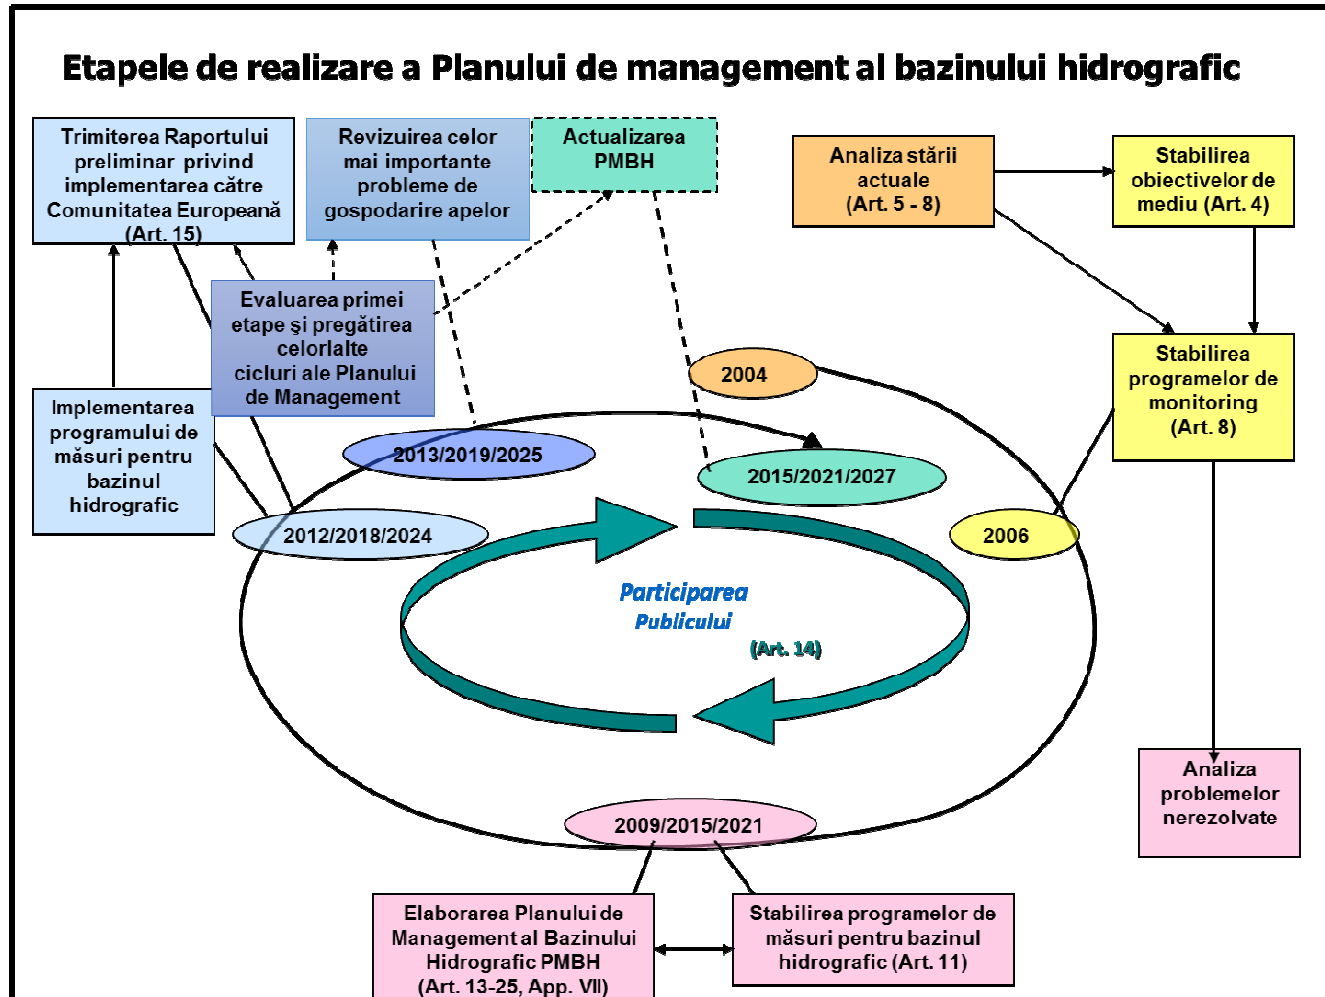 Etapele de realizare a Planului de management al bazinului hidrografic
Trimiterea Raportului
preliminar privind
implementarea către
Comunitatea Europeană
(Art. 15)
Revizuirea celor
mai importante
probleme de
gospodarire apelor
Actualizarea
PMBH
Analiza stării
actuale
(Art. 5 - 8)
Stabilirea
obiectivelor de
mediu (Art. 4)
Evaluarea primei
etape şi pregătirea
celorlalte
cicluri ale Planului
de Management
Stabilirea
programelor de
monitoring
(Art. 8)
2004
Implementarea
programului de
măsuri pentru
bazinul
hidrografic
2013/2019/2025
2015/2021/2027
2012/2018/2024
2006
Participarea
Publicului
(Art. 14)
Analiza
problemelor
nerezolvate
2009/2015/2021
Elaborarea Planului de
Management al Bazinului
Hidrografic PMBH
(Art. 13-25, App. VII)
Stabilirea programelor de
măsuri pentru bazinul
hidrografic (Art. 11)